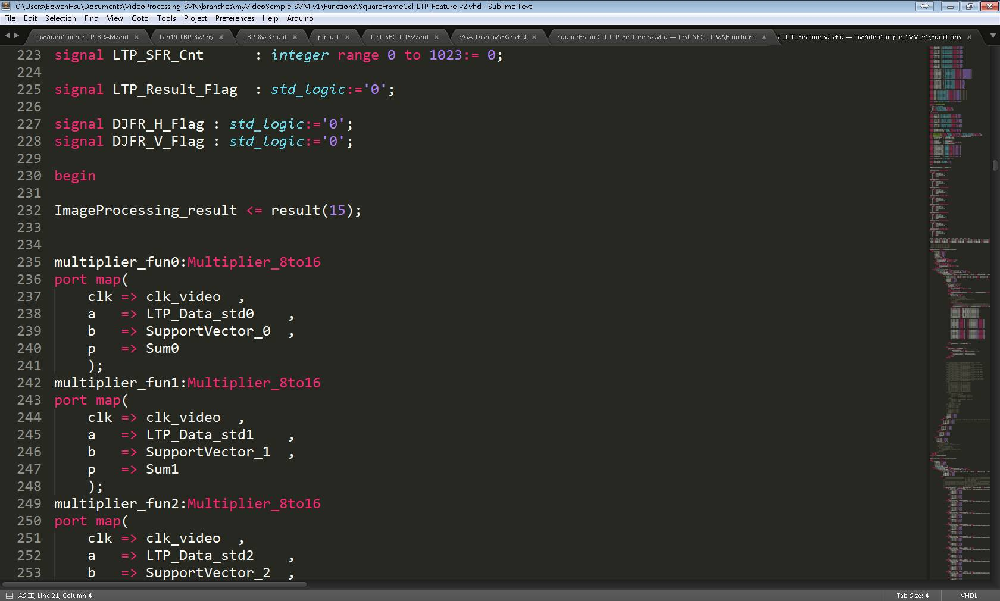 C:\Users\BowenHsu\Documents\VideoProcessing_SVN\branches\myVideoSample_SVM_v1\Functions\SquareFrameCal_LTP_Feature_v2.vhd - Sublime Text
File Edit Selection Find View Goto Tools Project Preferences Help Arduino
myVideoSample_TP_BRAM.vhd × Lab19_LBP_8v2.py × LBP_8v233.dat × pin.ucf × Test_SFC_LTPv2.vhd × VGA_DisplaySEG7.vhd × SquareFrameCal_LTP_Feature_v2.vhd — Test_SFC_LTPv2\Functions × al_LTP_Feature_v2.vhd — myVideoSample_SVM_v1\Functions ×
223 signal LTP_SFR_Cnt : integer range 0 to 1023:= 0;
224
225 signal LTP_Result_Flag : std_logic:='0';
226
227 signal DJFR_H_Flag : std_logic:='0';
228 signal DJFR_V_Flag : std_logic:='0';
229
230 begin
231
232 ImageProcessing_result <= result(15);
233
234
235 multiplier_fun0:Multiplier_8to16
236 port map(
237 clk => clk_video ,
238 a => LTP_Data_std0 ,
239 b => SupportVector_0 ,
240 p => Sum0
241 );
242 multiplier_fun1:Multiplier_8to16
243 port map(
244 clk => clk_video ,
245 a => LTP_Data_std1 ,
246 b => SupportVector_1 ,
247 p => Sum1
248 );
249 multiplier_fun2:Multiplier_8to16
250 port map(
251 clk => clk_video ,
252 a => LTP_Data_std2 ,
253 b => SupportVector_2 ,
ASCII, Line 21, Column 4 Tab Size: 4 VHDL